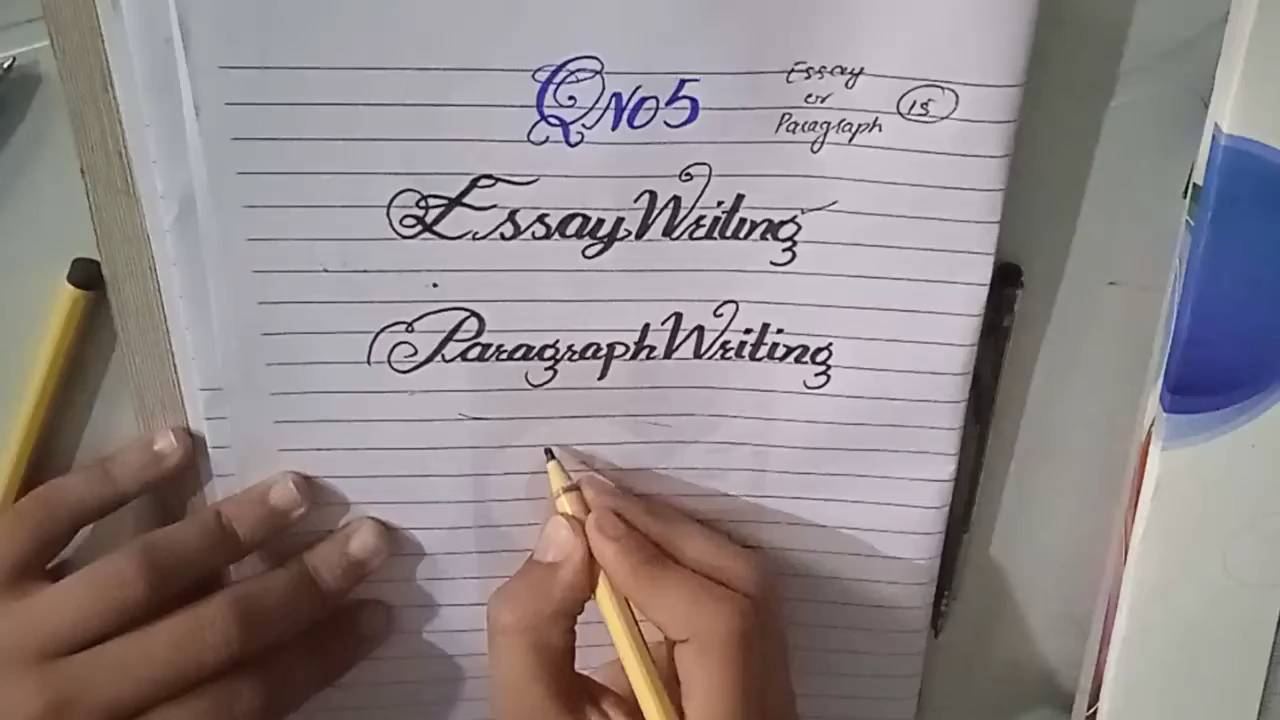 QNo5
Essay
or
Paragraph
15
Essay Writing
Paragraph Writing